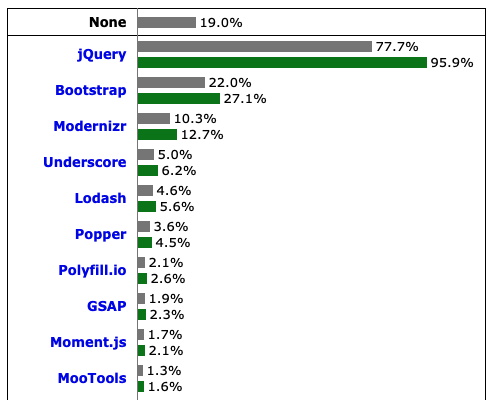 None 19.0%
jQuery 77.7%
95.9%
Bootstrap 22.0%
27.1%
Modernizr 10.3%
12.7%
Underscore 5.0%
6.2%
Lodash 4.6%
5.6%
Popper 3.6%
4.5%
Polyfill.io 2.1%
2.6%
GSAP 1.9%
2.3%
Moment.js 1.7%
2.1%
MooTools 1.3%
1.6%